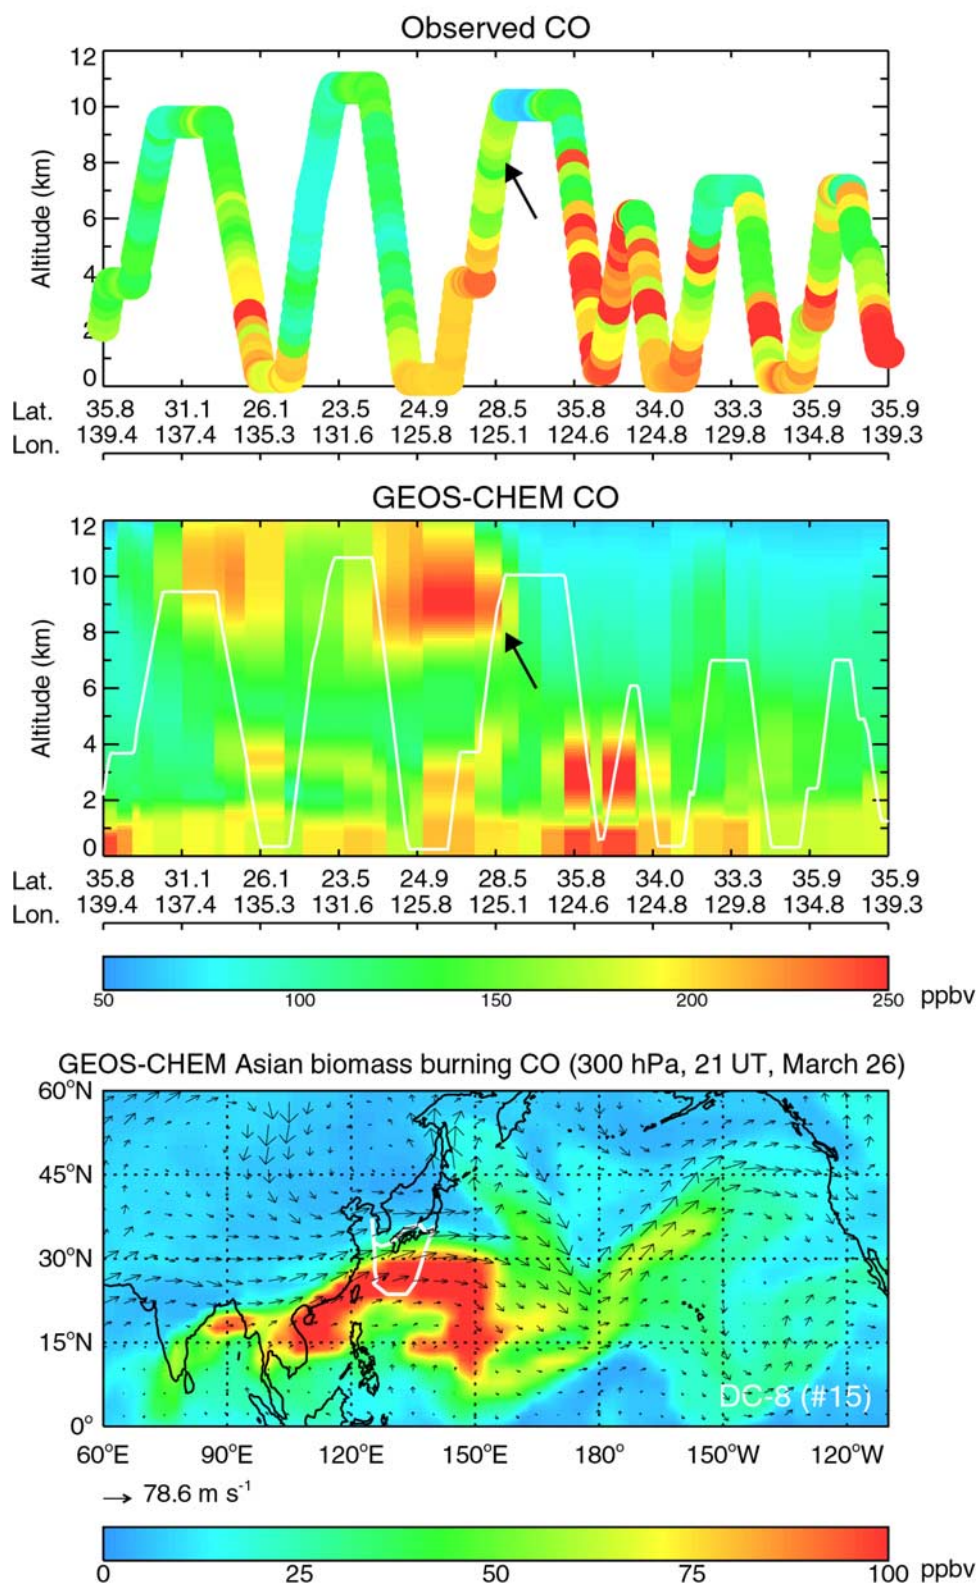 Observed CO
12
10
8
6
4
2
0
Altitude (km)
Lat. 35.8 31.1 26.1 23.5 24.9 28.5 35.8 34.0 33.3 35.9 35.9
Lon. 139.4 137.4 135.3 131.6 125.8 125.1 124.6 124.8 129.8 134.8 139.3
GEOS-CHEM CO
12
10
8
6
4
2
0
Altitude (km)
Lat. 35.8 31.1 26.1 23.5 24.9 28.5 35.8 34.0 33.3 35.9 35.9
Lon. 139.4 137.4 135.3 131.6 125.8 125.1 124.6 124.8 129.8 134.8 139.3
50 100 150 200 250 ppbv
GEOS-CHEM Asian biomass burning CO (300 hPa, 21 UT, March 26)
60°N
45°N
30°N
15°N
0°
DC-8 (#15)
60°E 90°E 120°E 150°E 180° 150°W 120°W
78.6 m s⁻¹
0 25 50 75 100 ppbv